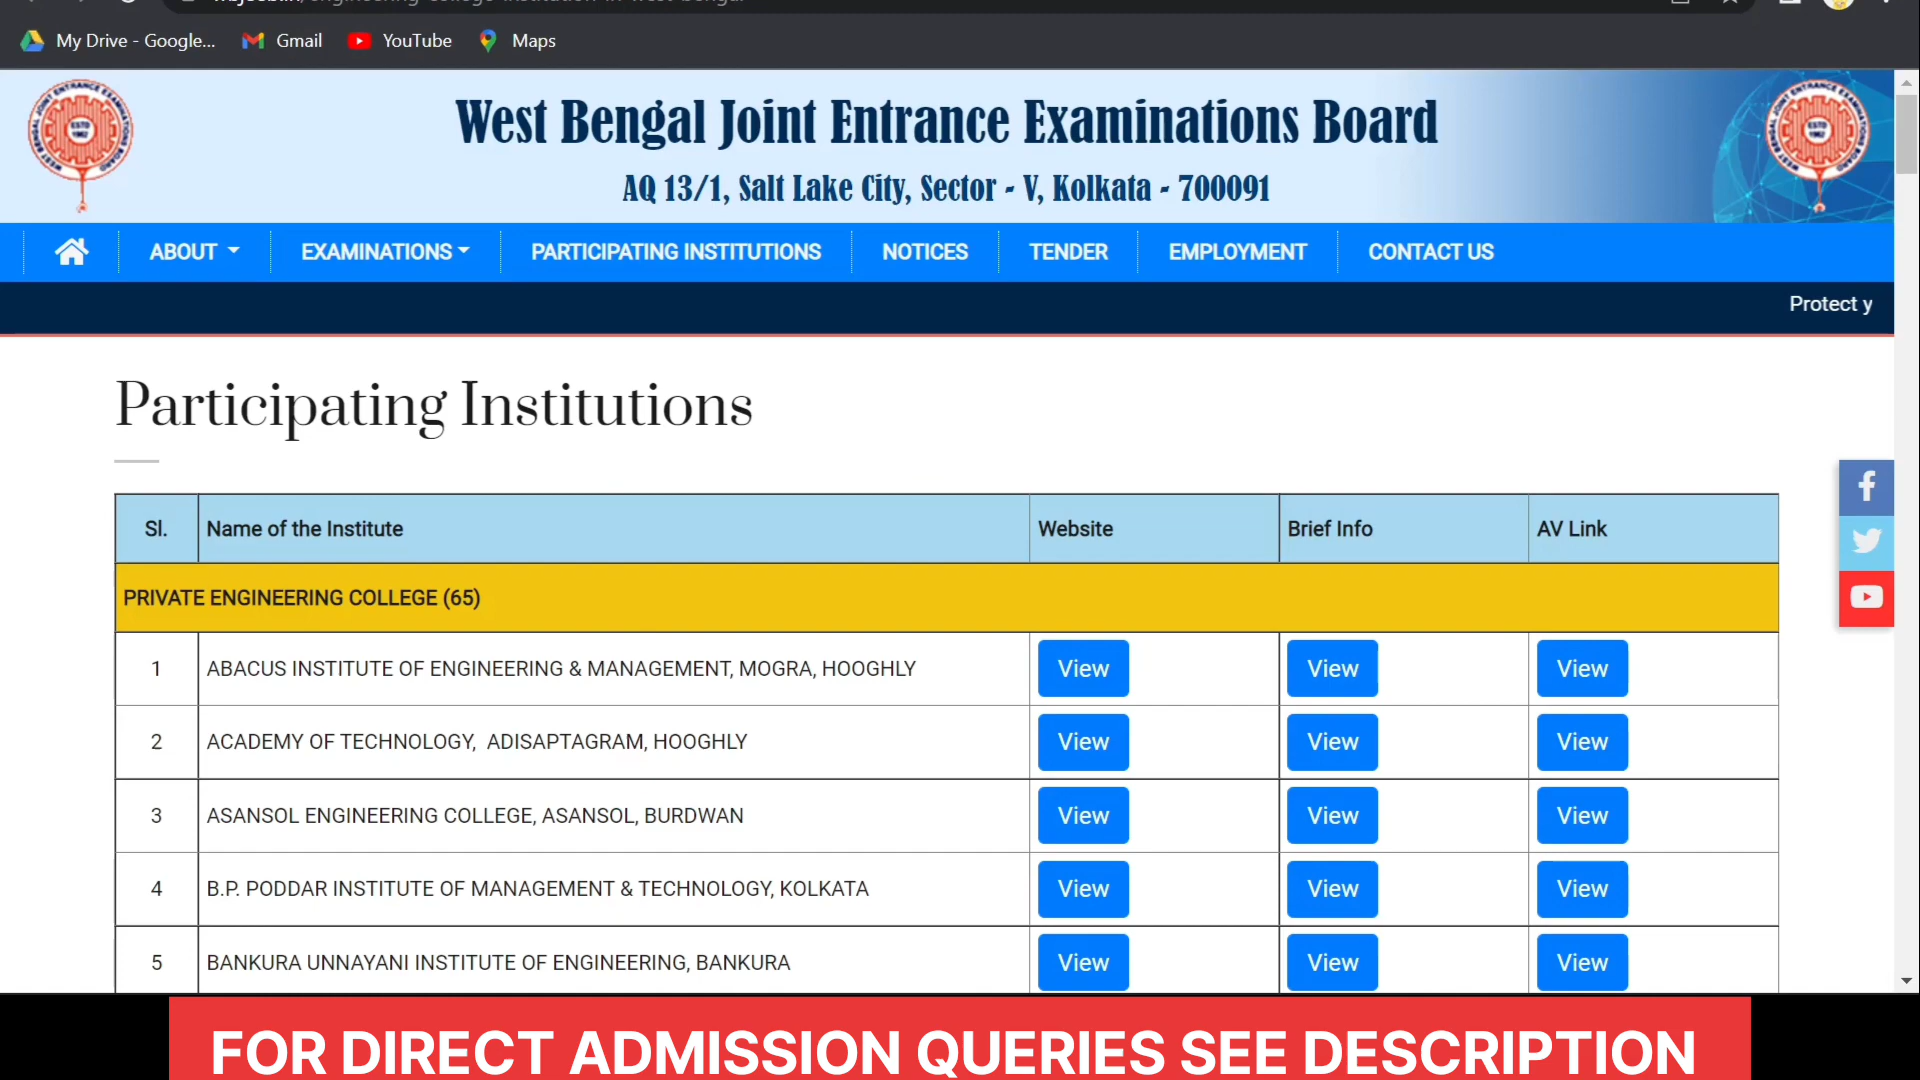 My Drive - Google...
Gmail
YouTube
Maps
West Bengal Joint Entrance Examinations Board
AQ 13/1, Salt Lake City, Sector - V, Kolkata - 700091
ABOUT
EXAMINATIONS
PARTICIPATING INSTITUTIONS
NOTICES
TENDER
EMPLOYMENT
CONTACT US
Protect y
Participating Institutions
Sl. Name of the Institute Website Brief Info AV Link
PRIVATE ENGINEERING COLLEGE (65)
1 ABACUS INSTITUTE OF ENGINEERING & MANAGEMENT, MOGRA, HOOGHLY View View View
2 ACADEMY OF TECHNOLOGY, ADISAPTAGRAM, HOOGHLY View View View
3 ASANSOL ENGINEERING COLLEGE, ASANSOL, BURDWAN View View View
4 B.P. PODDAR INSTITUTE OF MANAGEMENT & TECHNOLOGY, KOLKATA View View View
5 BANKURA UNNAYANI INSTITUTE OF ENGINEERING, BANKURA View View View
FOR DIRECT ADMISSION QUERIES SEE DESCRIPTION